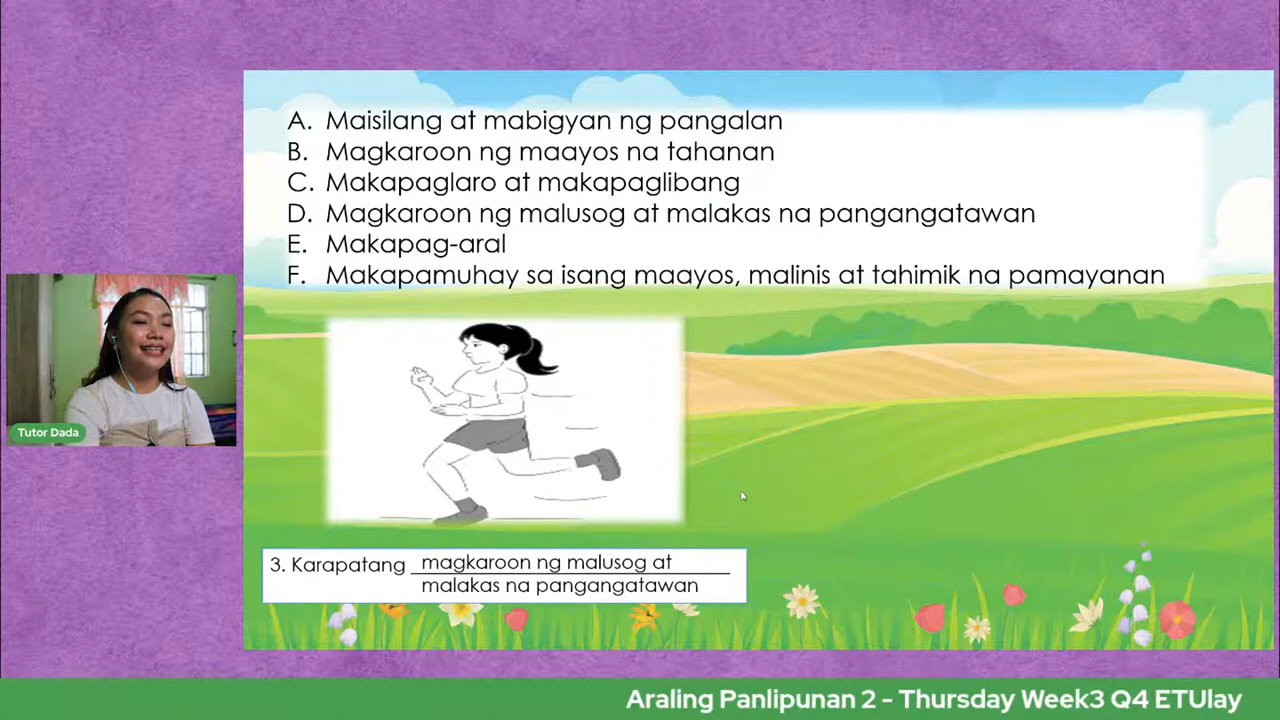 A. Maisilang at mabigyan ng pangalan
B. Magkaroon ng maayos na tahanan
C. Makapaglaro at makapaglibang
D. Magkaroon ng malusog at malakas na pangangatawan
E. Makapag-aral
F. Makapamuhay sa isang maayos, malinis at tahimik na pamayanan
Tutor Dada
3. Karapatang magkaroon ng malusog at
malakas na pangangatawan
Araling Panlipunan 2 - Thursday Week3 Q4 ETUlay